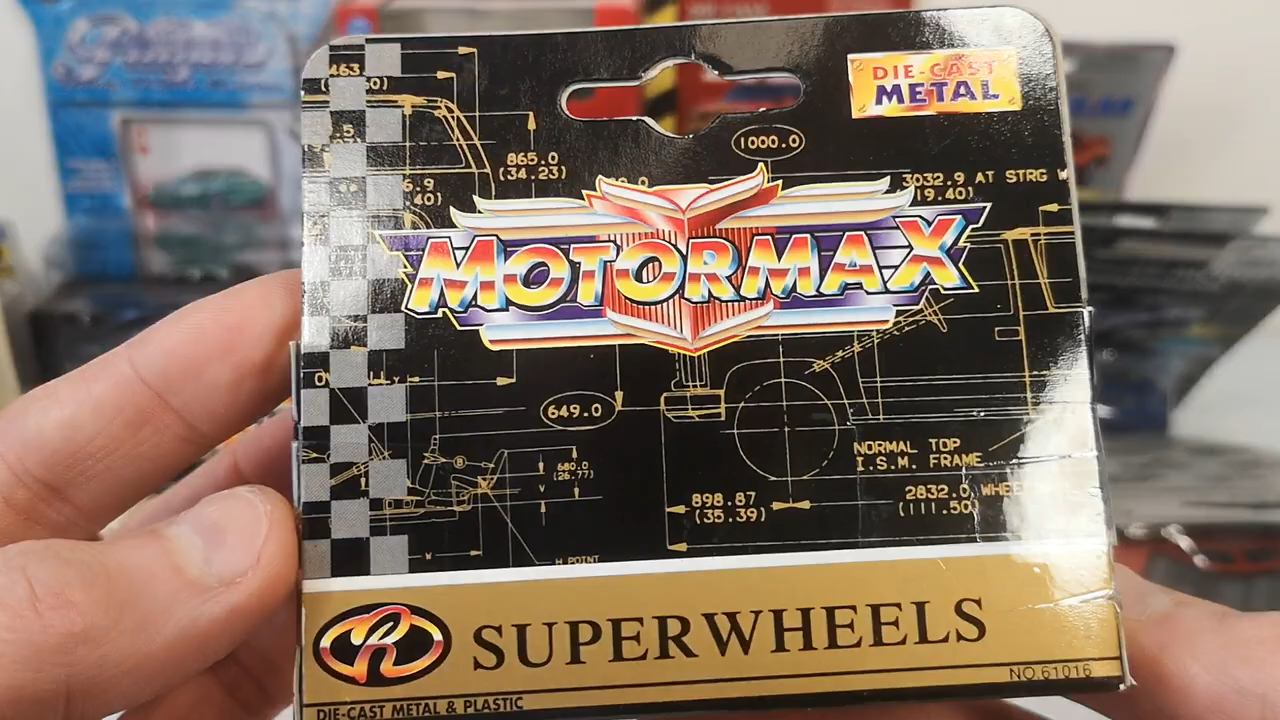 463.
DIE-CAST
METAL
1000.0
865.0
(34.23)
3032.9 AT STRG
(19.40)
MOTORMAX
649.0
B
680.0
(26.77)
V
NORMAL TOP
I.S.M. FRAME
898.87
(35.39)
2832.0 WHEE
(111.50)
W
H POINT
R SUPERWHEELS
NO.61016
DIE-CAST METAL & PLASTIC